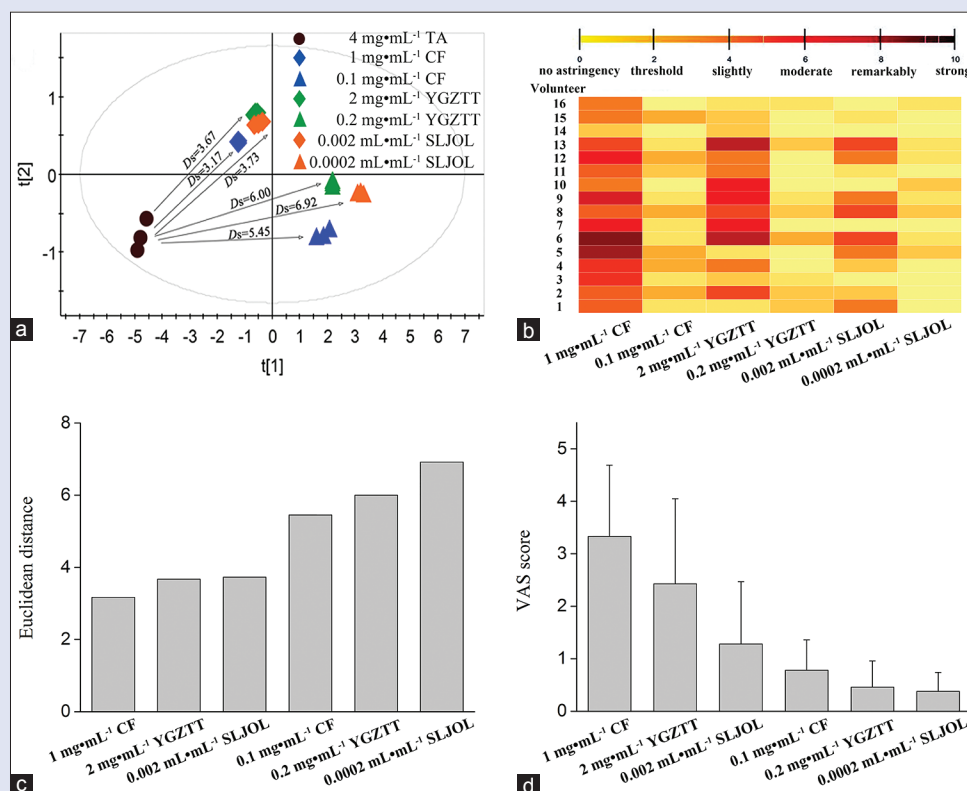 4 mg•mL⁻¹ TA
1 mg•mL⁻¹ CF
0.1 mg•mL⁻¹ CF
2 mg•mL⁻¹ YGZTT
0.2 mg•mL⁻¹ YGZTT
0.002 mL•mL⁻¹ SLJOL
0.0002 mL•mL⁻¹ SLJOL
Ds=3.67
Ds=3.17
Ds=3.73
Ds=6.00
Ds=6.92
Ds=5.45
t[2]
1
0
-1
-7 -6 -5 -4 -3 -2 -1 0 1 2 3 4 5 6 7
t[1]
a
0 2 4 6 8 10
no astringency threshold slightly moderate remarkably strong
Volunteer
16
15
14
13
12
11
10
9
8
7
6
5
4
3
2
1
1 mg•mL⁻¹ CF
0.1 mg•mL⁻¹ CF
2 mg•mL⁻¹ YGZTT
0.2 mg•mL⁻¹ YGZTT
0.002 mL•mL⁻¹ SLJOL
0.0002 mL•mL⁻¹ SLJOL
b
Euclidean distance
8
6
4
2
0
1 mg•mL⁻¹ CF
2 mg•mL⁻¹ YGZTT
0.002 mL•mL⁻¹ SLJOL
0.1 mg•mL⁻¹ CF
0.2 mg•mL⁻¹ YGZTT
0.0002 mL•mL⁻¹ SLJOL
c
VAS score
5
4
3
2
1
0
1 mg•mL⁻¹ CF
2 mg•mL⁻¹ YGZTT
0.002 mL•mL⁻¹ SLJOL
0.1 mg•mL⁻¹ CF
0.2 mg•mL⁻¹ YGZTT
0.0002 mL•mL⁻¹ SLJOL
d